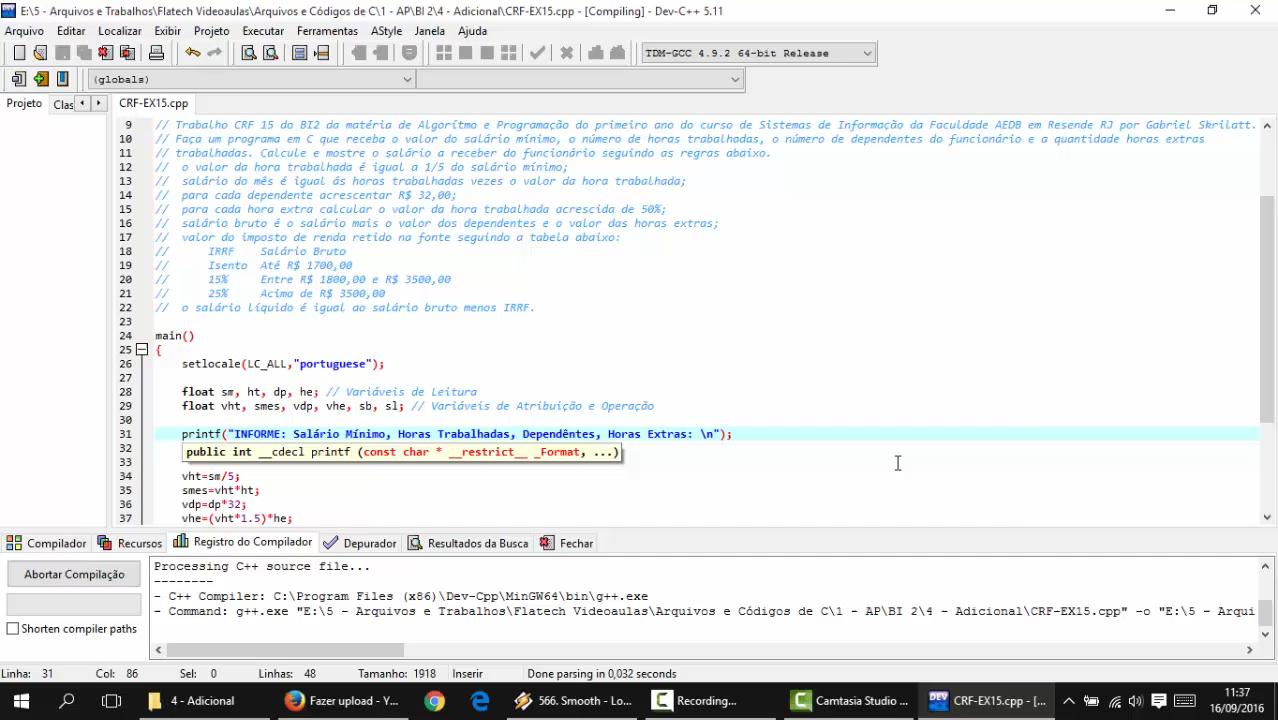 E:\5 - Arquivos e Trabalhos\Flatech Videoaulas\Arquivos e Códigos de C\1 - AP\BI 2\4 - Adicional\CRF-EX15.cpp - [Compiling] - Dev-C++ 5.11
Arquivo Editar Localizar Exibir Projeto Executar Ferramentas AStyle Janela Ajuda
TDM-GCC 4.9.2 64-bit Release
(globals)
Projeto Clas CRF-EX15.cpp
9 // Trabalho CRF 15 do BI2 da matéria de Algorítmo e Programação do primeiro ano do curso de Sistemas de Informação da Faculdade AEDB em Resende RJ por Gabriel Skrilatt.
10 // Faça um programa em C que receba o valor do salário mínimo, o número de horas trabalhadas, o número de dependentes do funcionário e a quantidade horas extras
11 // trabalhadas. Calcule e mostre o salário a receber do funcionário seguindo as regras abaixo.
12 // o valor da hora trabalhada é igual a 1/5 do salário mínimo;
13 // salário do mês é igual ás horas trabalhadas vezes o valor da hora trabalhada;
14 // para cada dependente acrescentar R$ 32,00;
15 // para cada hora extra calcular o valor da hora trabalhada acrescida de 50%;
16 // salário bruto é o salário mais o valor dos dependentes e o valor das horas extras;
17 // valor do imposto de renda retido na fonte seguindo a tabela abaixo:
18 // IRRF Salário Bruto
19 // Isento Até R$ 1700,00
20 // 15% Entre R$ 1800,00 e R$ 3500,00
21 // 25% Acima de R$ 3500,00
22 // o salário líquido é igual ao salário bruto menos IRRF.
23
24 main()
25 {
26 setlocale(LC_ALL,"portuguese");
27
28 float sm, ht, dp, he; // Variáveis de Leitura
29 float vht, smes, vdp, vhe, sb, sl; // Variáveis de Atribuição e Operação
30
31 printf("INFORME: Salário Mínimo, Horas Trabalhadas, Dependêntes, Horas Extras: \n");
32 public int __cdecl printf (const char * __restrict__ _Format, ...)
33
34 vht=sm/5;
35 smes=vht*ht;
36 vdp=dp*32;
37 vhe=(vht*1.5)*he;
Compilador Recursos Registro do Compilador Depurador Resultados da Busca Fechar
Abortar Compilação
Shorten compiler paths
Processing C++ source file...
--------
- C++ Compiler: C:\Program Files (x86)\Dev-Cpp\MinGW64\bin\g++.exe
- Command: g++.exe "E:\5 - Arquivos e Trabalhos\Flatech Videoaulas\Arquivos e Códigos de C\1 - AP\BI 2\4 - Adicional\CRF-EX15.cpp" -o "E:\5 - Arqui
Linha: 31 Col: 86 Sel: 0 Linhas: 48 Tamanho: 1918 Inserir Done parsing in 0,032 seconds
4 - Adicional Fazer upload - Y... 566. Smooth - Lo... Recording... Camtasia Studio ... DEV CRF-EX15.cpp - [... 11:37
16/09/2016